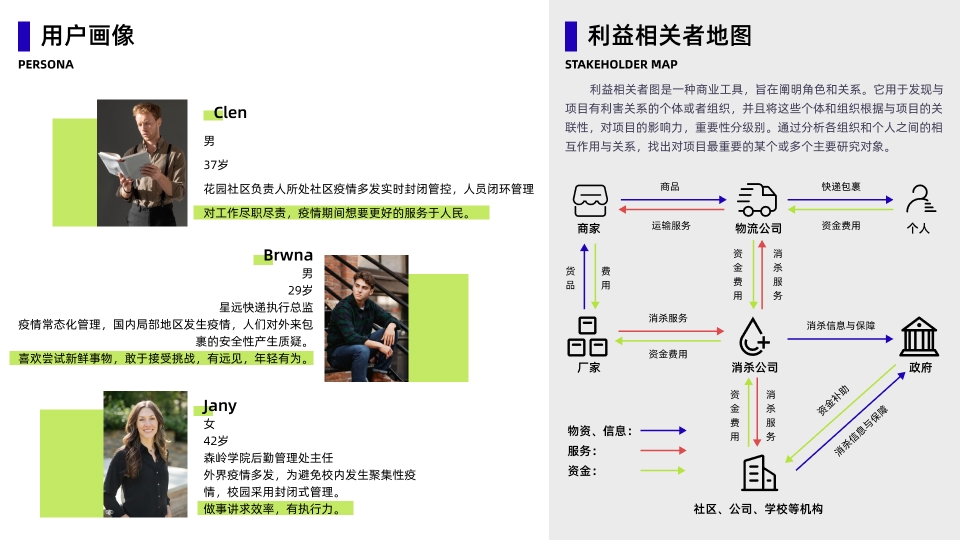 用户画像
PERSONA
Clen
男
37岁
花园社区负责人所处社区疫情多发实时封闭管控，人员闭环管理
对工作尽职尽责，疫情期间想要更好的服务于人民。
Brwna
男
29岁
星远快递执行总监
疫情常态化管理，国内局部地区发生疫情，人们对外来包
裹的安全性产生质疑。
喜欢尝试新鲜事物，敢于接受挑战，有远见，年轻有为。
Jany
女
42岁
森岭学院后勤管理处主任
外界疫情多发，为避免校内发生聚集性疫
情，校园采用封闭式管理。
做事讲求效率，有执行力。
利益相关者地图
STAKEHOLDER MAP
利益相关者图是一种商业工具，旨在阐明角色和关系。它用于发现与
项目有利害关系的个体或者组织，并且将这些个体和组织根据与项目的关
联性，对项目的影响力，重要性分级别。通过分析各组织和个人之间的相
互作用与关系，找出对项目最重要的某个或多个主要研究对象。
商品
快递包裹
运输服务
资金费用
商家
物流公司
个人
货品
费用
资金费用
消杀服务
消杀服务
资金费用
消杀信息与保障
厂家
消杀公司
政府
资金费用
消杀服务
资金补助
消杀信息与保障
物资、信息：
服务：
资金：
社区、公司、学校等机构